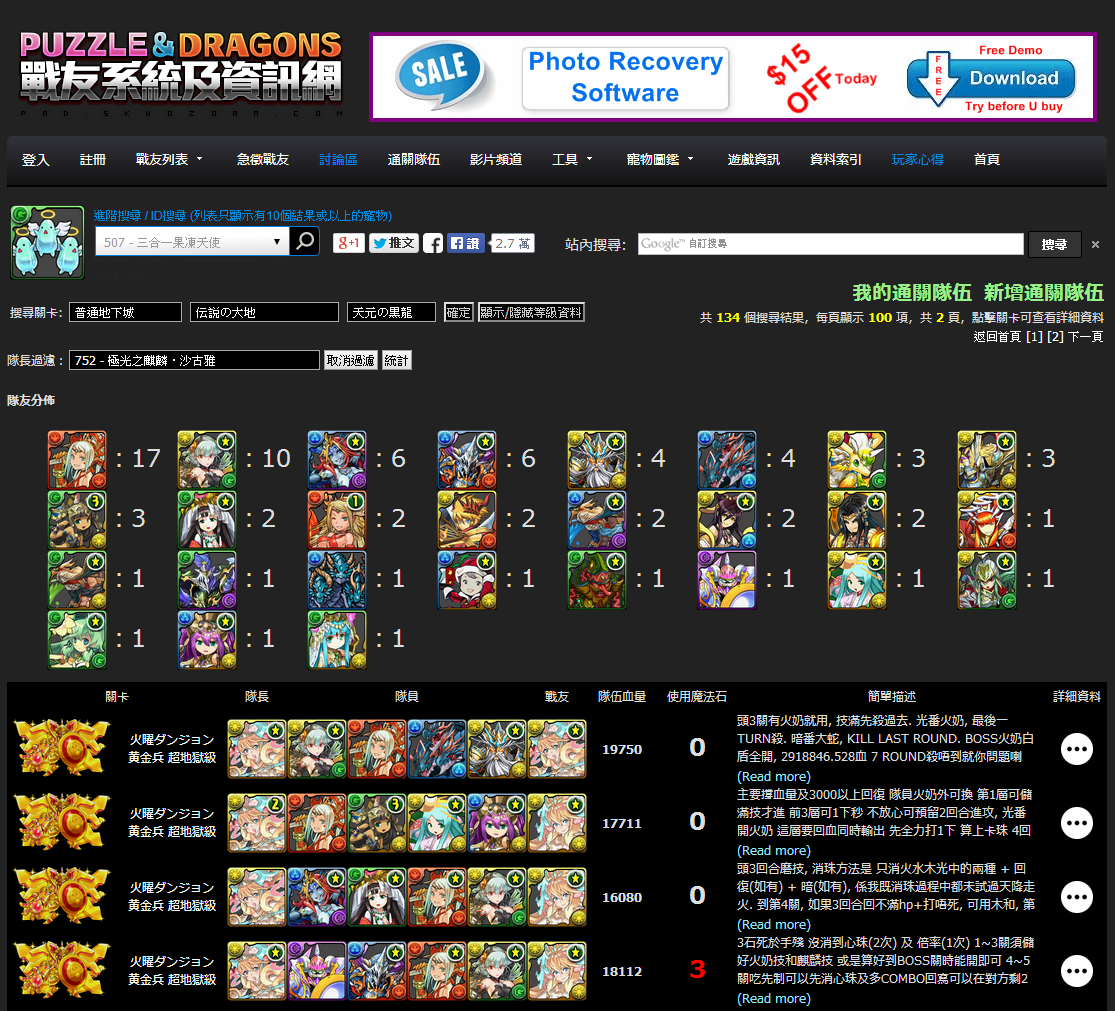 PUZZLE & DRAGONS
戰友系統及資訊網
PAD.SKYOZORA.COM
SALE
Photo Recovery
Software
$15
OFF Today
FREE
Free Demo
Download
Try before U buy
登入 註冊 戰友列表 急徵戰友 討論區 通關隊伍 影片頻道 工具 寵物圖鑑 遊戲資訊 資料索引 玩家心得 首頁
進階搜尋 / ID搜尋 (列表只顯示有10個結果或以上的寵物)
507 - 三合一果凍天使
g+1 推文 f 讚 2.7 萬
站內搜尋: Google™ 自訂搜尋 搜尋 ×
我的通關隊伍 新增通關隊伍
搜尋關卡: 普通地下城 伝説の大地 天元の黒龍 確定 顯示/隱藏等級資料
共 134 個搜尋結果, 每頁顯示 100 項, 共 2 頁, 點擊關卡可查看詳細資料
返回首頁 [1] [2] 下一頁
隊長過濾 : 752 - 極光之麒麟・沙古雅 取消過濾 統計
隊友分佈
: 17 : 10 : 6 : 6 : 4 : 4 : 3 : 3
: 3 : 2 : 2 : 2 : 2 : 2 : 2 : 1
: 1 : 1 : 1 : 1 : 1 : 1 : 1 : 1
: 1 : 1 : 1
關卡 隊長 隊員 戰友 隊伍血量 使用魔法石 簡單描述 詳細資料
火曜ダンジョン
黄金兵 超地獄級
19750
0
頭3關有火奶就用, 技滿先殺過去. 光番火奶, 最後一
TURN殺. 暗番大蛇, KILL LAST ROUND. BOSS火奶白
盾全開, 2918846.528血 7 ROUND殺唔到就你問題喇
(Read more)
火曜ダンジョン
黄金兵 超地獄級
17711
0
主要撐血量及3000以上回復 隊員火奶外可換 第1層可儲
滿技才進 前3層可1下秒 不放心可預留2回合進攻, 光番
開火奶 這層要回血同時輸出 先全力打1下 算上卡珠 4回
(Read more)
火曜ダンジョン
黄金兵 超地獄級
16080
0
頭3回合磨技, 消珠方法是 只消火水木光中的兩種 + 回
復(如有) + 暗(如有), 係我既消珠過程中都未試過天降走
火. 到第4關, 如果3回合回不滿hp+打唔死, 可用木和, 第
(Read more)
火曜ダンジョン
黄金兵 超地獄級
18112
3
3石死於手殘 沒消到心珠(2次) 及 倍率(1次) 1~3關須儲
好火奶技和麒麟技 或是算好到BOSS關時能開即可 4~5
關吃先制可以先消心珠及多COMBO回寫可以在對方剩2
(Read more)